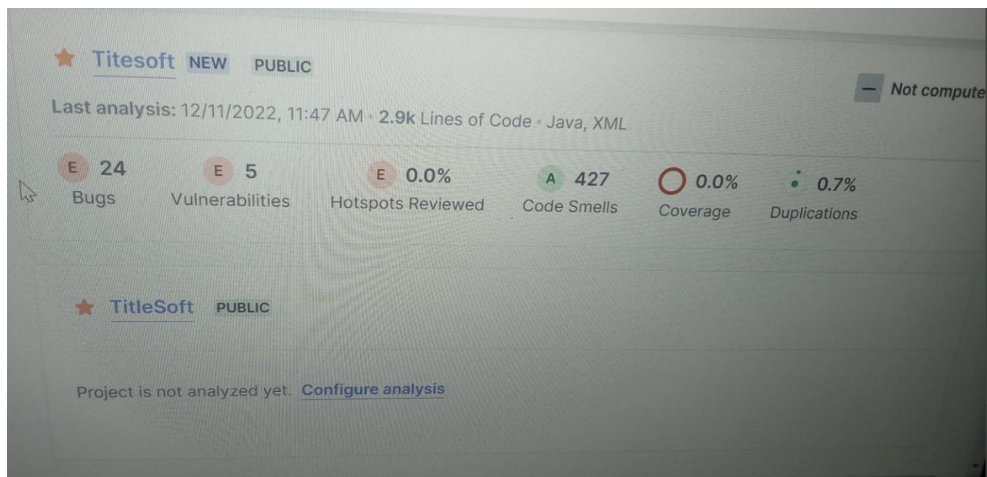 Titesoft NEW PUBLIC
— Not compute
Last analysis: 12/11/2022, 11:47 AM • 2.9k Lines of Code • Java, XML
E 24 E 5 E 0.0% A 427 0.0% 0.7%
Bugs Vulnerabilities Hotspots Reviewed Code Smells Coverage Duplications
TitleSoft PUBLIC
Project is not analyzed yet. Configure analysis